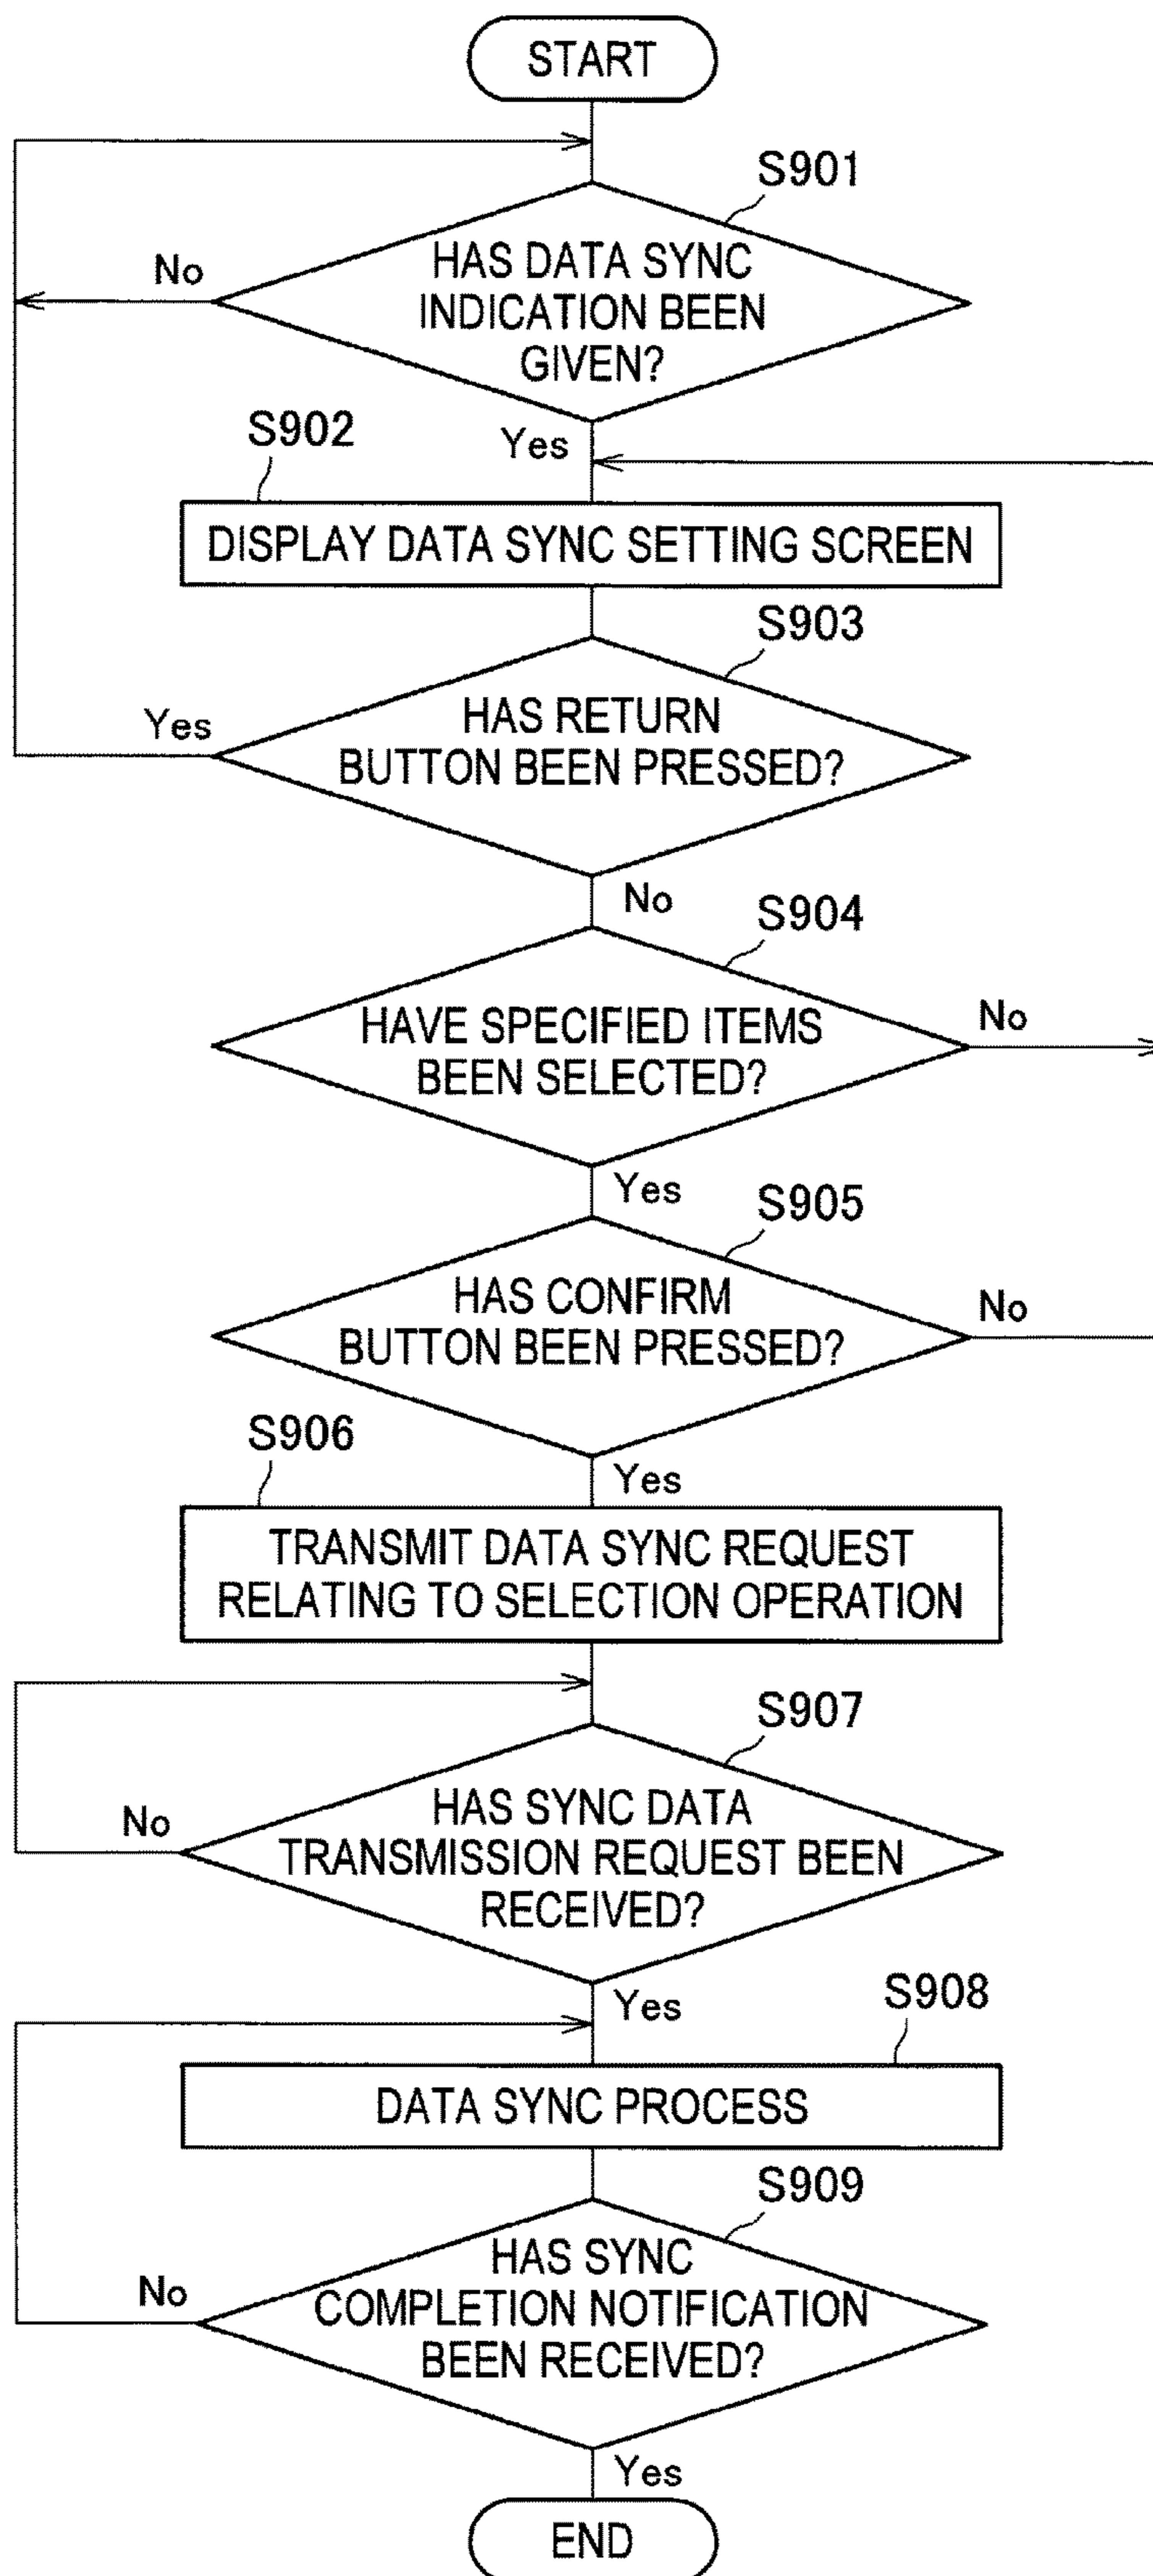 START
S901
HAS DATA SYNC
INDICATION BEEN
GIVEN?
No
Yes
S902
DISPLAY DATA SYNC SETTING SCREEN
S903
HAS RETURN
BUTTON BEEN PRESSED?
Yes
No
S904
HAVE SPECIFIED ITEMS
BEEN SELECTED?
No
Yes
S905
HAS CONFIRM
BUTTON BEEN PRESSED?
No
Yes
S906
TRANSMIT DATA SYNC REQUEST
RELATING TO SELECTION OPERATION
S907
HAS SYNC DATA
TRANSMISSION REQUEST BEEN
RECEIVED?
No
Yes
S908
DATA SYNC PROCESS
S909
HAS SYNC
COMPLETION NOTIFICATION
BEEN RECEIVED?
No
Yes
END